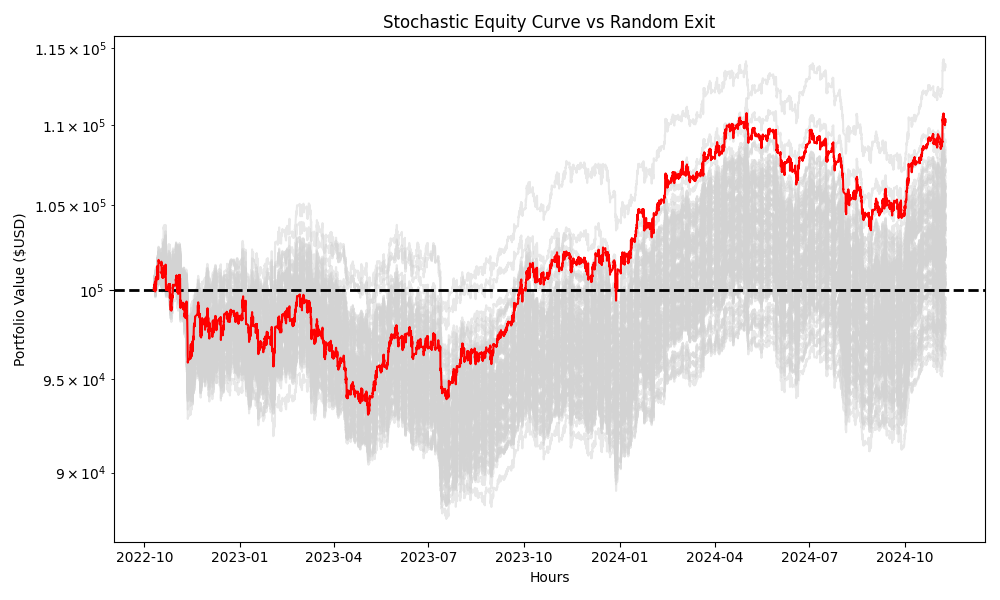 Stochastic Equity Curve vs Random Exit
1.15 × 10⁵
1.1 × 10⁵
1.05 × 10⁵
10⁵
9.5 × 10⁴
9 × 10⁴
Portfolio Value ($USD)
2022-10 2023-01 2023-04 2023-07 2023-10 2024-01 2024-04 2024-07 2024-10
Hours